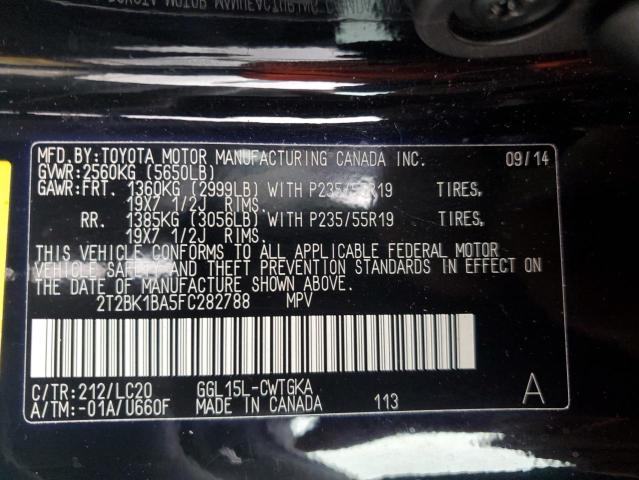 MFD.BY:TOYOTA MOTOR MANUFACTURING CANADA INC. 09/14
GVWR:2560KG (5650LB)
GAWR:FRT. 1360KG (2999LB) WITH P235/55R19 TIRES,
19X7 1/2J RIMS.
RR. 1385KG (3056LB) WITH P235/55R19 TIRES,
19X7 1/2J RIMS.
THIS VEHICLE CONFORMS TO ALL APPLICABLE FEDERAL MOTOR
VEHICLE SAFETY AND THEFT PREVENTION STANDARDS IN EFFECT ON
THE DATE OF MANUFACTURE SHOWN ABOVE.
2T2BK1BA5FC282788 MPV
C/TR:212/LC20 GGL15L-CWTGKA A
A/TM:-01A/U660F MADE IN CANADA 113